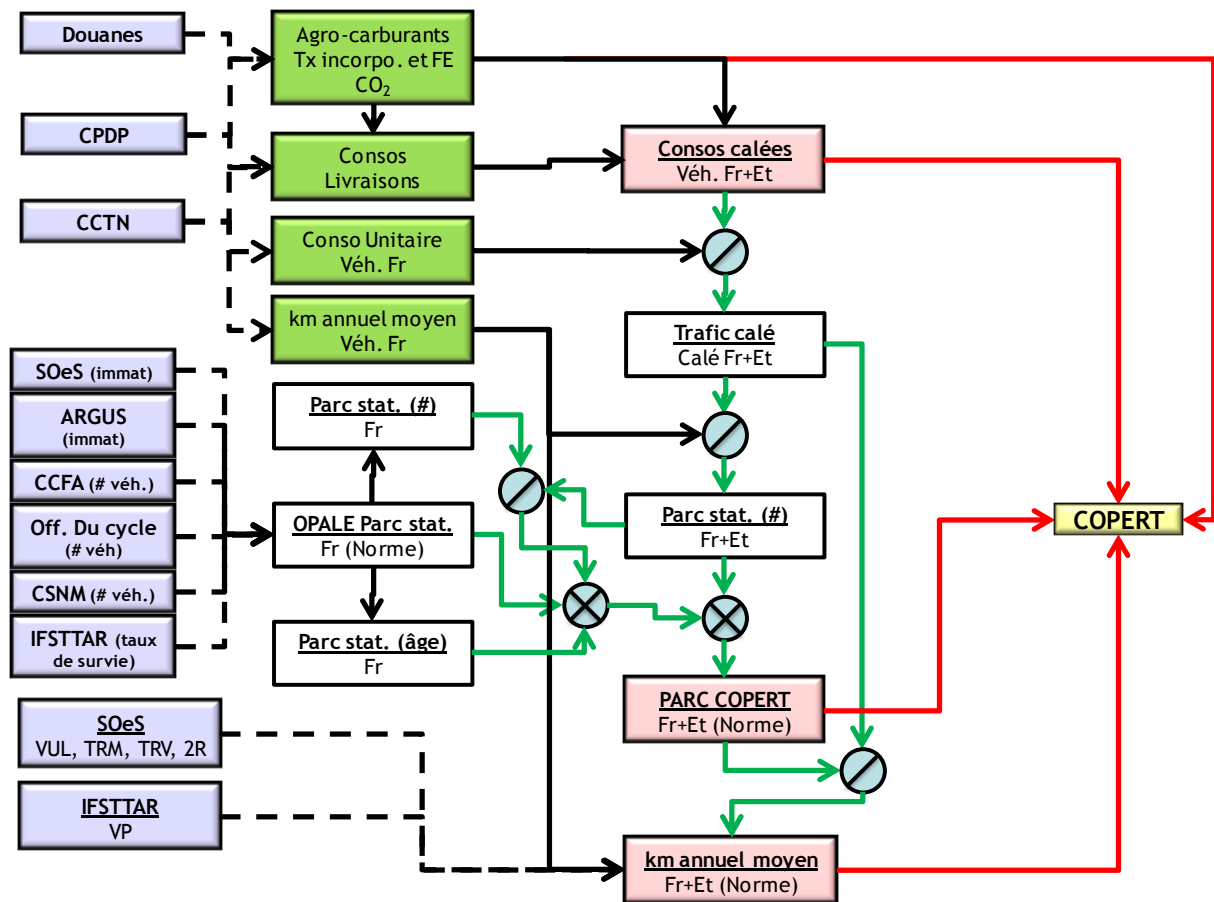 Douanes
CPDP
CCTN
Agro-carburants
Tx incorpo. et FE
CO₂
Consos
Livraisons
Conso Unitaire
Véh. Fr
km annuel moyen
Véh. Fr
Consos calées
Véh. Fr+Et
Trafic calé
Calé Fr+Et
SOeS (immat)
ARGUS
(immat)
CCFA (# véh.)
Off. Du cycle
(# véh)
CSNM (# véh.)
IFSTTAR (taux
de survie)
Parc stat. (#)
Fr
OPALE Parc stat.
Fr (Norme)
Parc stat. (âge)
Fr
Parc stat. (#)
Fr+Et
COPERT
PARC COPERT
Fr+Et (Norme)
SOeS
VUL, TRM, TRV, 2R
IFSTTAR
VP
km annuel moyen
Fr+Et (Norme)